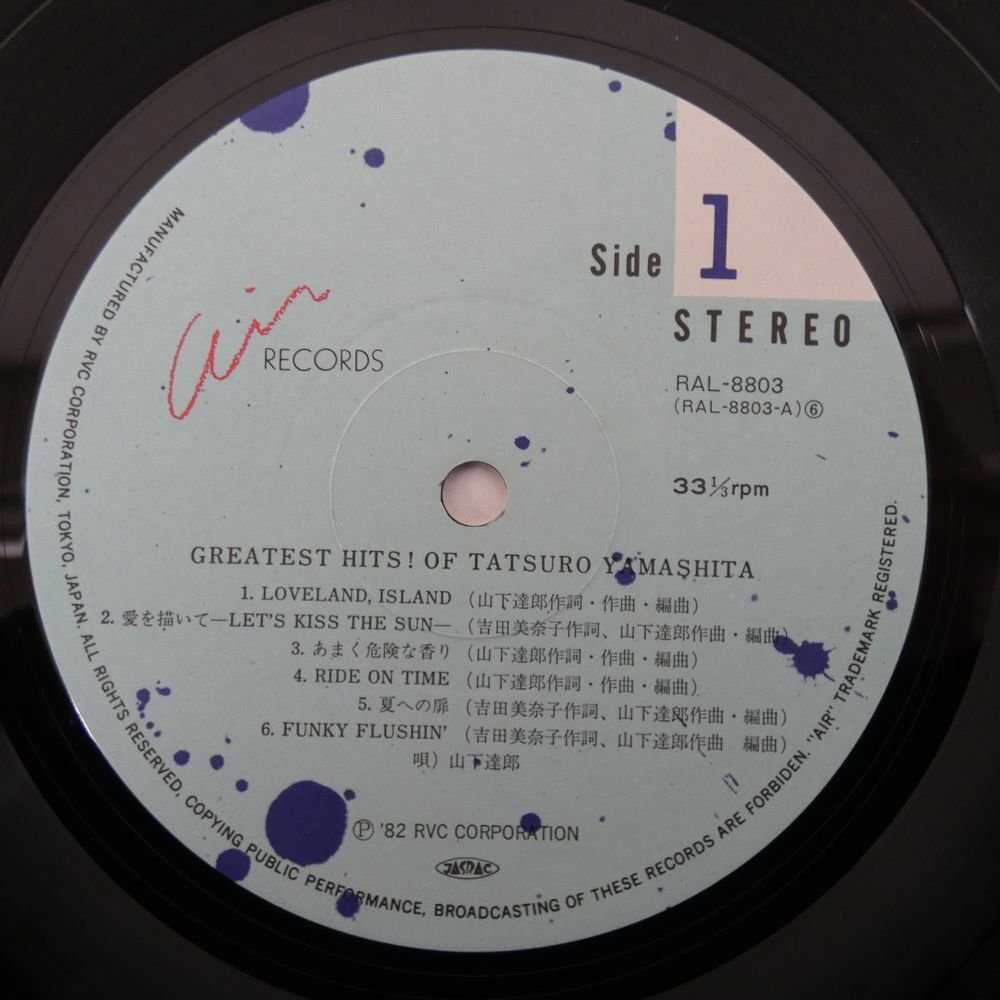 Side 1
STEREO
air RECORDS
RAL-8803
(RAL-8803-A)⑥
33⅓rpm
GREATEST HITS! OF TATSURO YAMASHITA
1. LOVELAND, ISLAND (山下達郎作詞・作曲・編曲)
2. 愛を描いて—LET'S KISS THE SUN— (吉田美奈子作詞、山下達郎作曲・編曲)
3. あまく危険な香り (山下達郎作詞・作曲・編曲)
4. RIDE ON TIME (山下達郎作詞・作曲・編曲)
5. 夏への扉 (吉田美奈子作詞、山下達郎作曲・編曲)
6. FUNKY FLUSHIN' (吉田美奈子作詞、山下達郎作曲 編曲)
唄) 山下達郎
Ⓟ '82 RVC CORPORATION
JASRAC
MANUFACTURED BY RVC CORPORATION, TOKYO, JAPAN. ALL RIGHTS RESERVED, COPYING PUBLIC PERFORMANCE, BROADCASTING OF THESE RECORDS ARE FORBIDEN. "AIR" TRADEMARK REGISTERED.